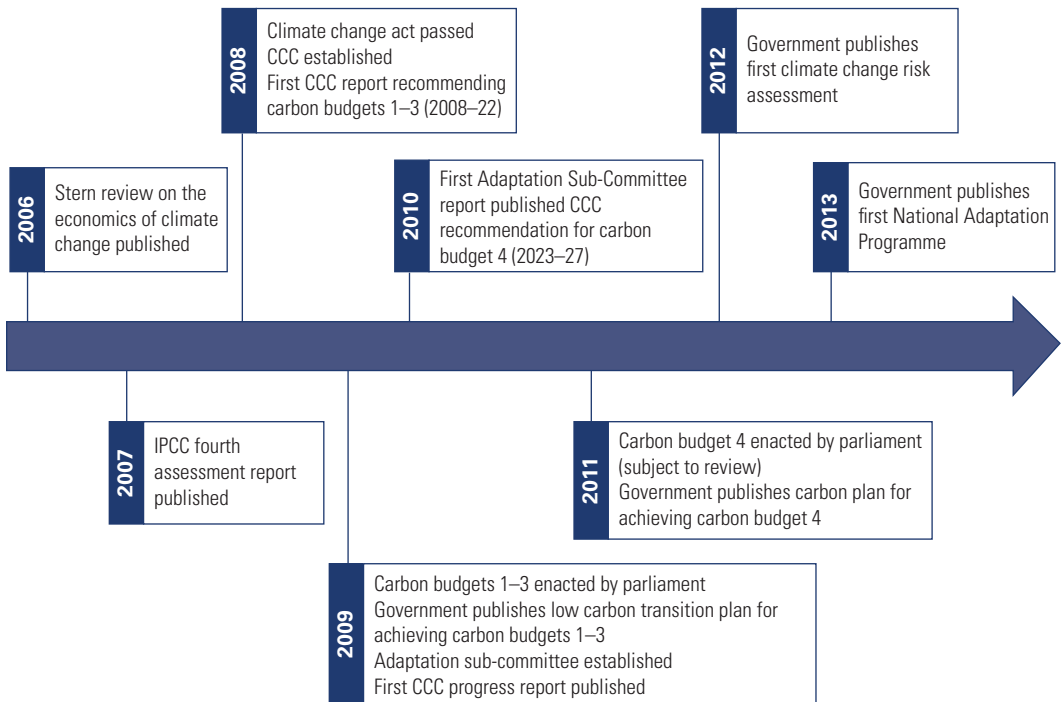 2006
Stern review on the
economics of climate
change published
2007
IPCC fourth
assessment report
published
2008
Climate change act passed
CCC established
First CCC report recommending
carbon budgets 1–3 (2008–22)
2009
Carbon budgets 1–3 enacted by parliament
Government publishes low carbon transition plan for
achieving carbon budgets 1–3
Adaptation sub-committee established
First CCC progress report published
2010
First Adaptation Sub-Committee
report published CCC
recommendation for carbon
budget 4 (2023–27)
2011
Carbon budget 4 enacted by parliament
(subject to review)
Government publishes carbon plan for
achieving carbon budget 4
2012
Government publishes
first climate change risk
assessment
2013
Government publishes
first National Adaptation
Programme